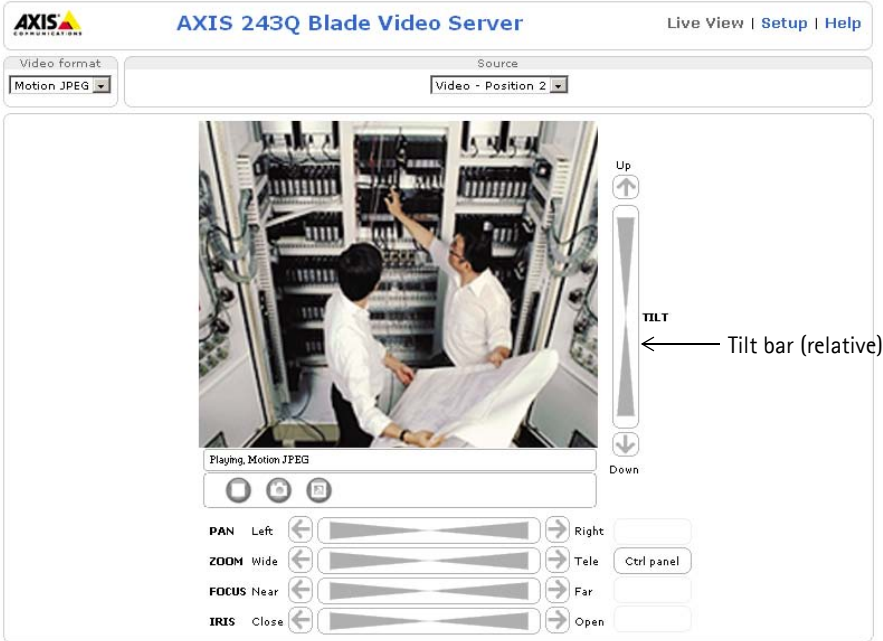 AXIS
COMMUNICATIONS
AXIS 243Q Blade Video Server
Live View | Setup | Help
Video format
Motion JPEG
Source
Video - Position 2
Up
TILT
Tilt bar (relative)
Down
Playing, Motion JPEG
PAN Left Right
ZOOM Wide Tele Ctrl panel
FOCUS Near Far
IRIS Close Open